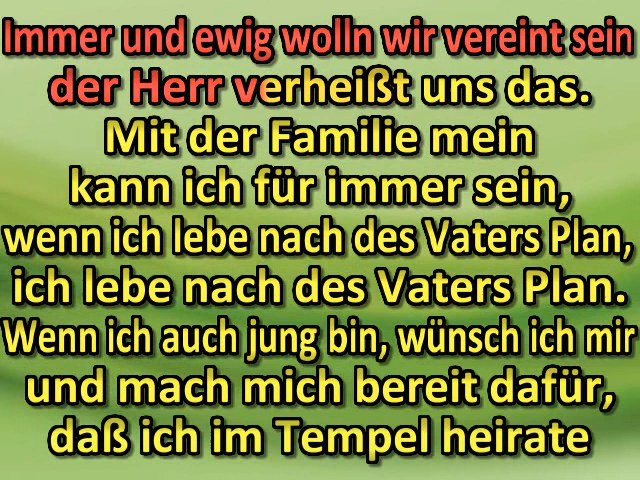 Immer und ewig wolln wir vereint sein
der Herr verheißt uns das.
Mit der Familie mein
kann ich für immer sein,
wenn ich lebe nach des Vaters Plan,
ich lebe nach des Vaters Plan.
Wenn ich auch jung bin, wünsch ich mir
und mach mich bereit dafür,
daß ich im Tempel heirate